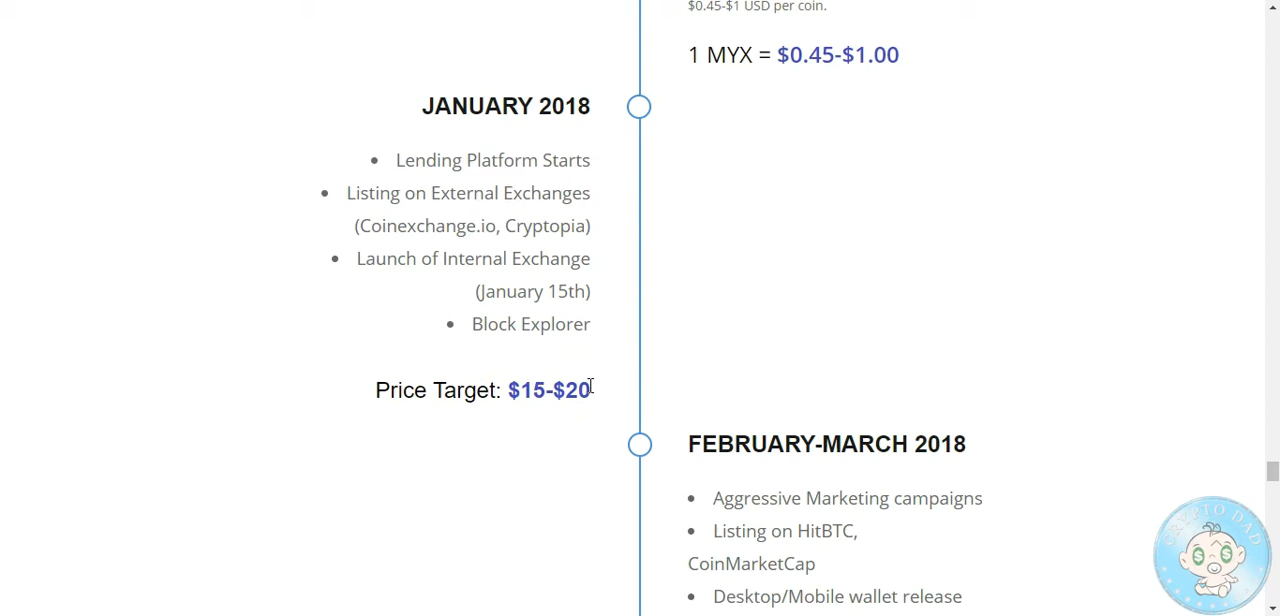 $0.45-$1 USD per coin.
1 MYX = $0.45-$1.00
JANUARY 2018
• Lending Platform Starts
• Listing on External Exchanges
(Coinexchange.io, Cryptopia)
• Launch of Internal Exchange
(January 15th)
• Block Explorer
Price Target: $15-$20
FEBRUARY-MARCH 2018
• Aggressive Marketing campaigns
• Listing on HitBTC,
CoinMarketCap
• Desktop/Mobile wallet release
CRYPTO DAD